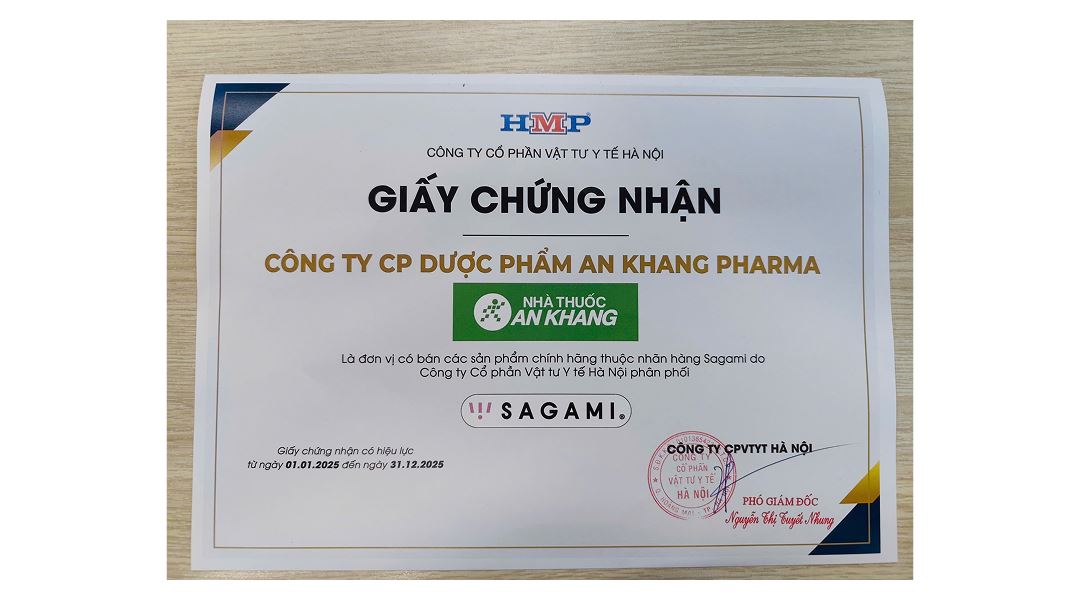 HMP®
CÔNG TY CỔ PHẦN VẬT TƯ Y TẾ HÀ NỘI
GIẤY CHỨNG NHẬN
CÔNG TY CP DƯỢC PHẨM AN KHANG PHARMA
NHÀ THUỐC
AN KHANG
Là đơn vị có bán các sản phẩm chính hãng thuộc nhãn hàng Sagami do
Công ty Cổ phần Vật tư Y tế Hà Nội phân phối
SAGAMI®
Giấy chứng nhận có hiệu lực
từ ngày 01.01.2025 đến ngày 31.12.2025
CÔNG TY CPVTYT HÀ NỘI
CÔNG TY
CỔ PHẦN
VẬT TƯ Y TẾ
HÀ NỘI
PHÓ GIÁM ĐỐC
Nguyễn Thị Tuyết Nhung